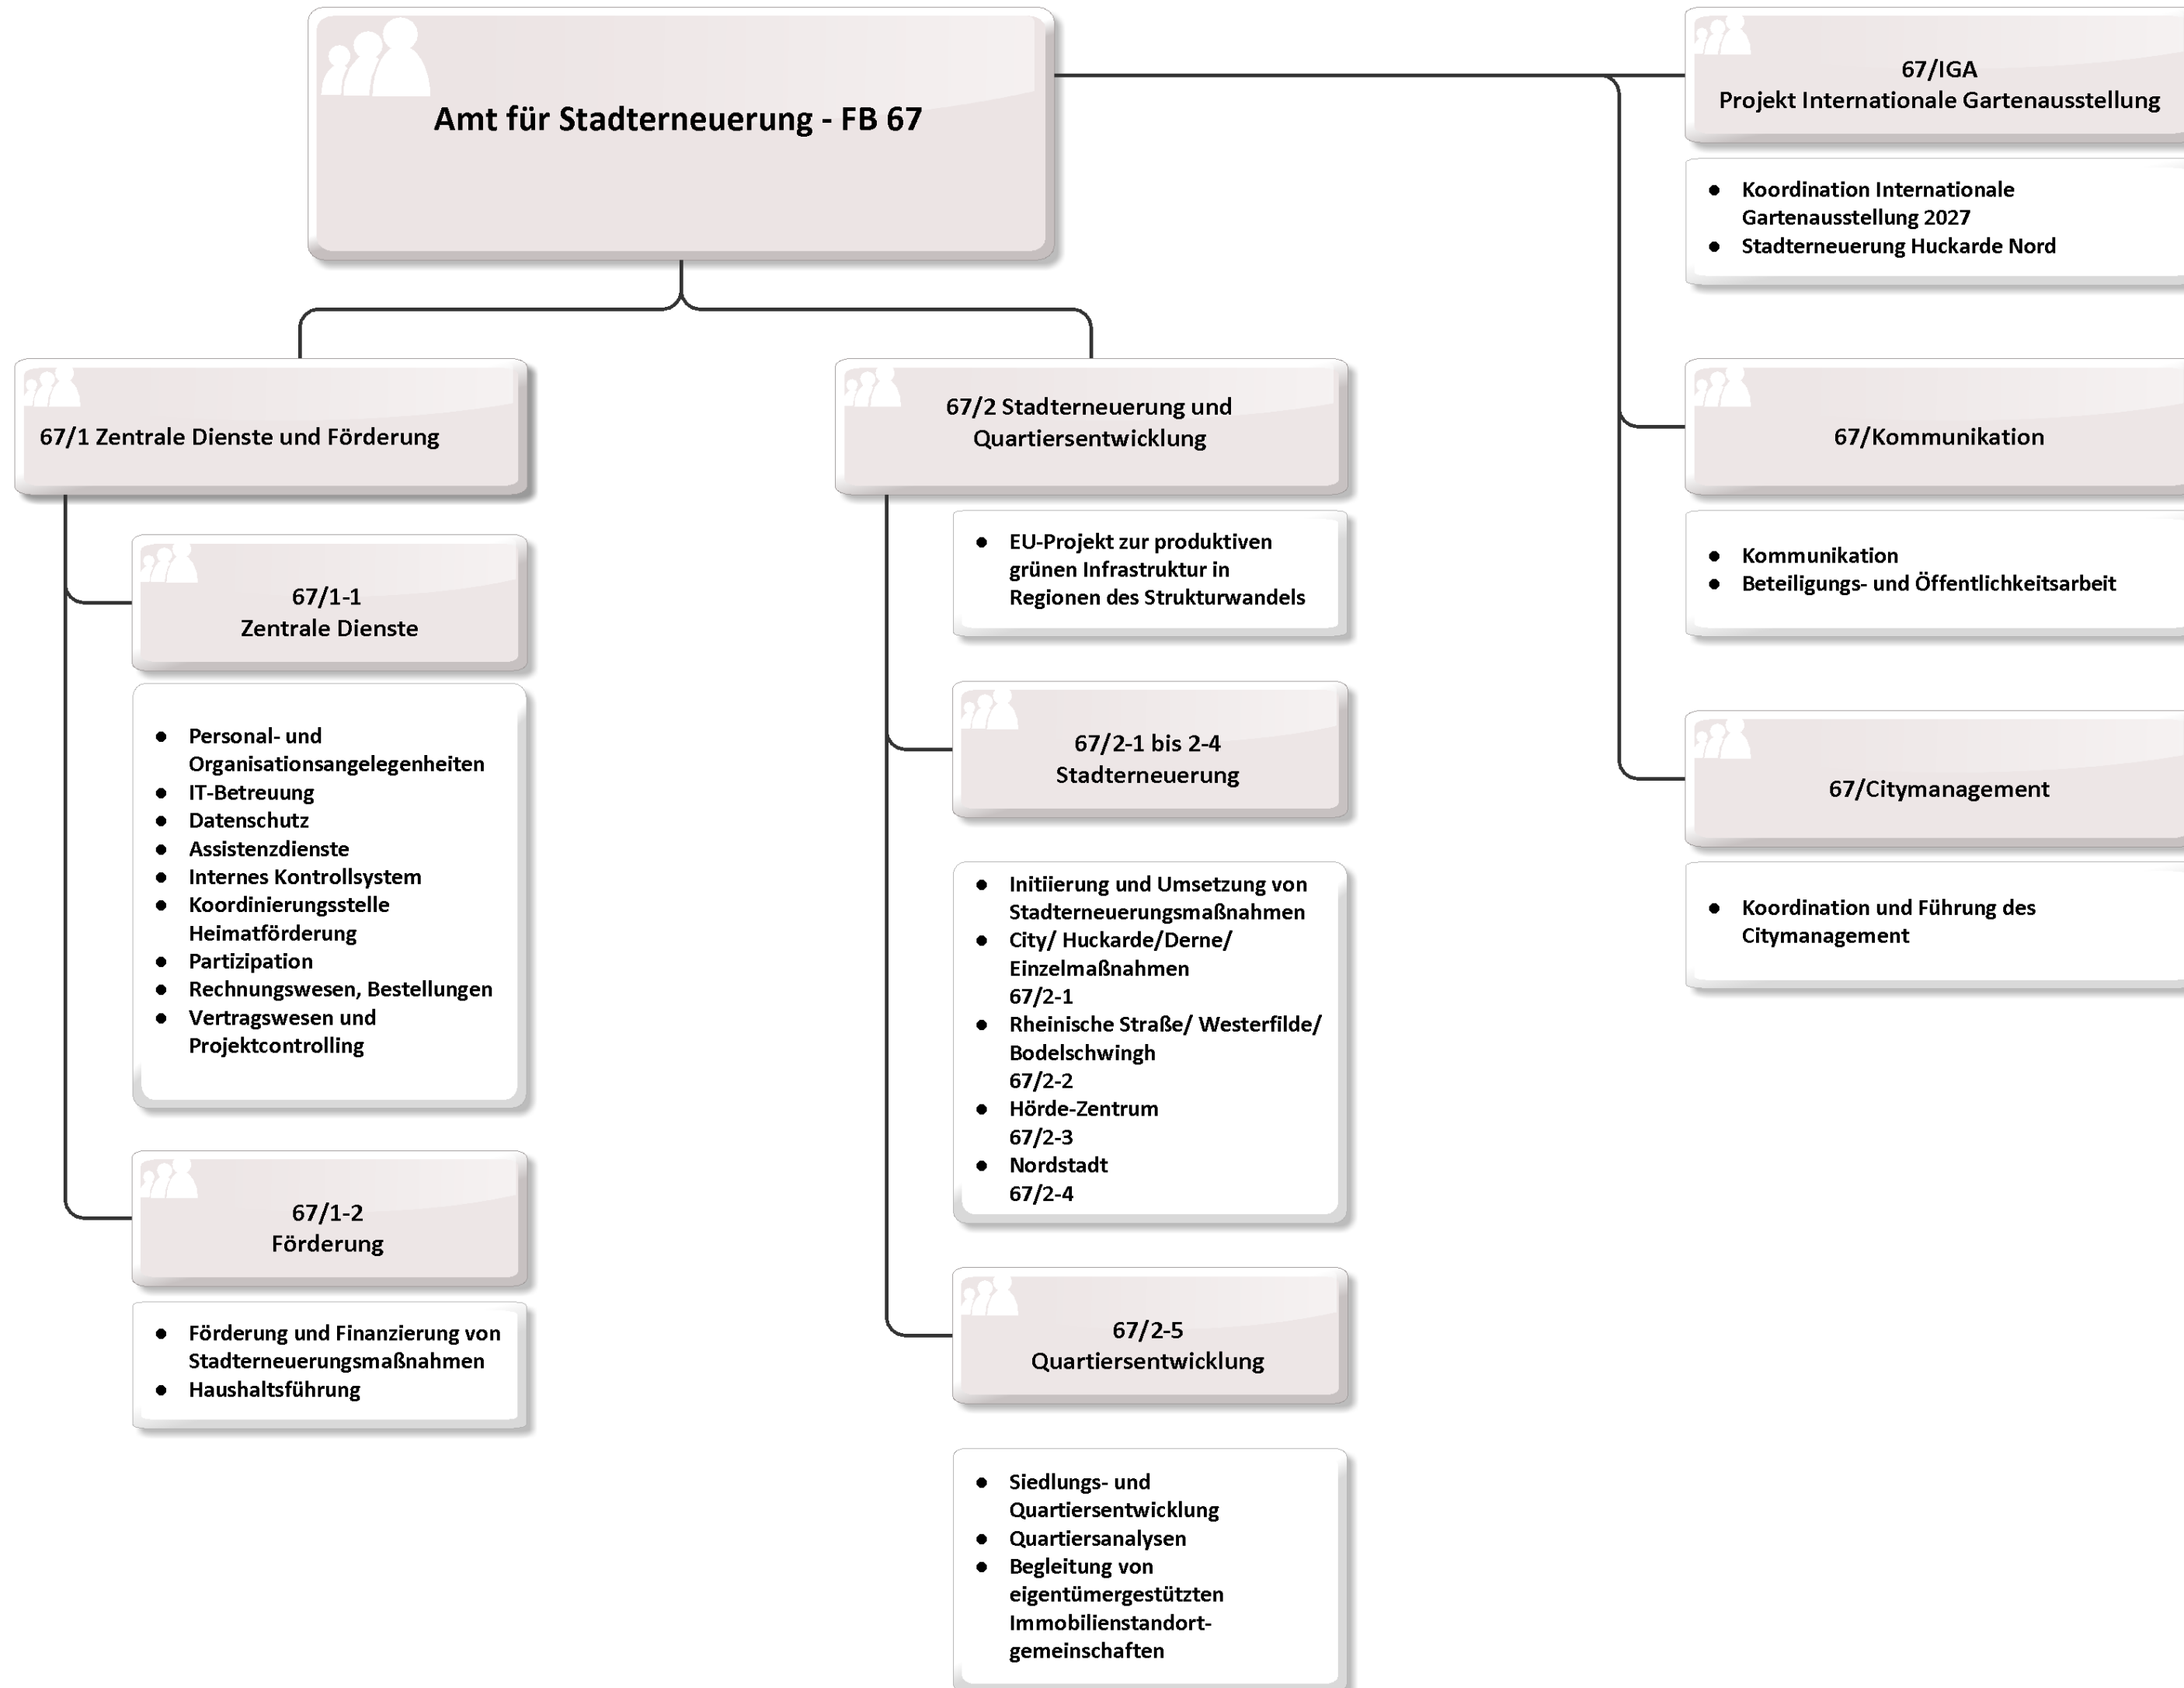 Amt für Stadterneuerung - FB 67
67/IGA
Projekt Internationale Gartenausstellung
● Koordination Internationale
Gartenausstellung 2027
● Stadterneuerung Huckarde Nord
67/1 Zentrale Dienste und Förderung
67/1-1
Zentrale Dienste
● Personal- und
Organisationsangelegenheiten
● IT-Betreuung
● Datenschutz
● Assistenzdienste
● Internes Kontrollsystem
● Koordinierungsstelle
Heimatförderung
● Partizipation
● Rechnungswesen, Bestellungen
● Vertragswesen und
Projektcontrolling
67/1-2
Förderung
● Förderung und Finanzierung von
Stadterneuerungsmaßnahmen
● Haushaltsführung
67/2 Stadterneuerung und
Quartiersentwicklung
● EU-Projekt zur produktiven
grünen Infrastruktur in
Regionen des Strukturwandels
67/2-1 bis 2-4
Stadterneuerung
● Initiierung und Umsetzung von
Stadterneuerungsmaßnahmen
● City/ Huckarde/Derne/
Einzelmaßnahmen
67/2-1
● Rheinische Straße/ Westerfilde/
Bodelschwingh
67/2-2
● Hörde-Zentrum
67/2-3
● Nordstadt
67/2-4
67/2-5
Quartiersentwicklung
● Siedlungs- und
Quartiersentwicklung
● Quartiersanalysen
● Begleitung von
eigentümergestützten
Immobilienstandort-
gemeinschaften
67/Kommunikation
● Kommunikation
● Beteiligungs- und Öffentlichkeitsarbeit
67/Citymanagement
● Koordination und Führung des
Citymanagement